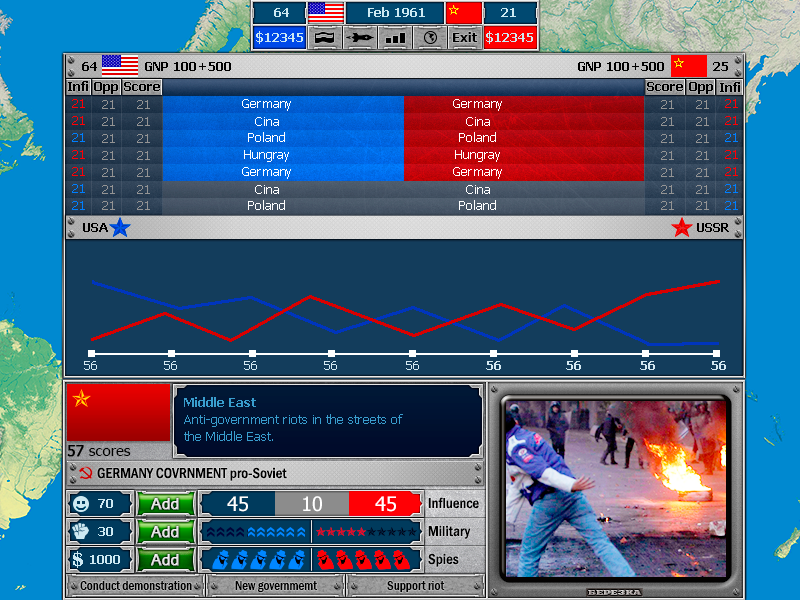 64 Feb 1961 21
$12345 Exit $12345
64 GNP 100+500 GNP 100+500 25
Infi Opp Score Score Opp Infi
21 21 21 Germany Germany 21 21 21
21 21 21 Cina Cina 21 21 21
21 21 21 Poland Poland 21 21 21
21 21 21 Hungray Hungray 21 21 21
21 21 21 Germany Germany 21 21 21
21 21 21 Cina Cina 21 21 21
21 21 21 Poland Poland 21 21 21
USA USSR
56 56 56 56 56 56 56 56 56
Middle East
Anti-government riots in the streets of
the Middle East.
57 scores
GERMANY COVRNMENT pro-Soviet
70 Add 45 10 45 Influence
30 Add Military
$ 1000 Add Spies
Conduct demonstration New governmemt Support riot
БЕРЕЗКА